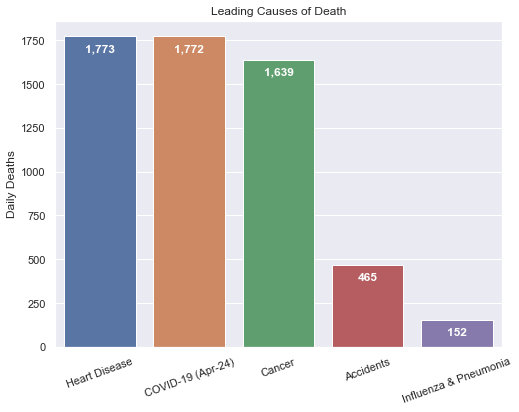 Leading Causes of Death
Daily Deaths
1750
1500
1250
1000
750
500
250
0
1,773
1,772
1,639
465
152
Heart Disease
COVID-19 (Apr-24)
Cancer
Accidents
Influenza & Pneumonia